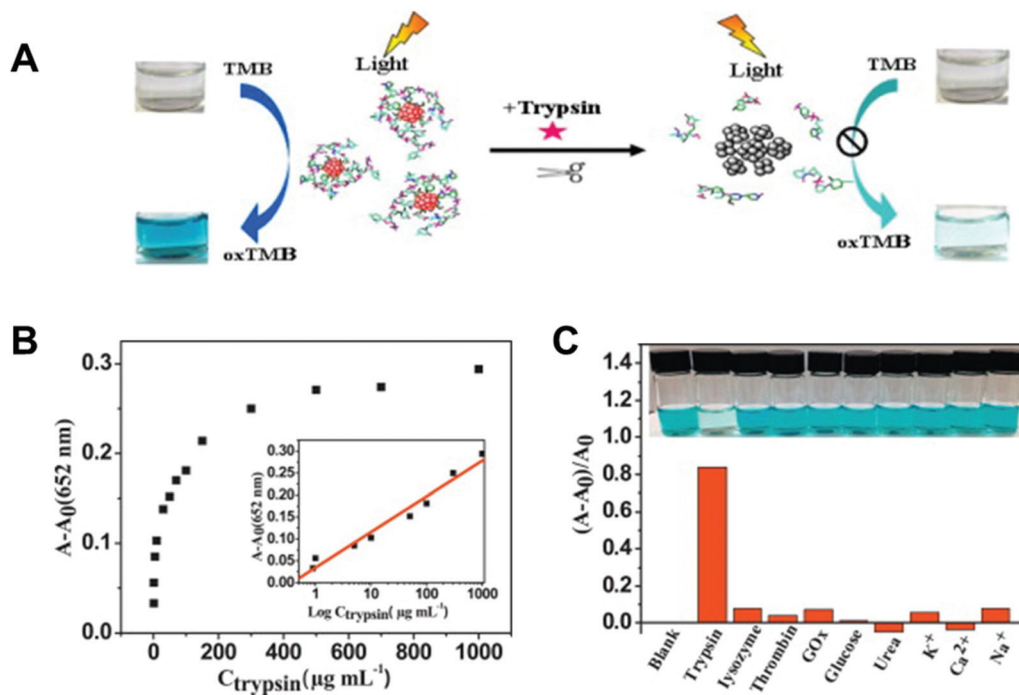 A
TMB
Light
oxTMB
+Trypsin
Light
TMB
oxTMB
B
A-A0(652 nm)
0.3
0.2
0.1
0.0
0 200 400 600 800 1000
Ctrypsin(µg mL-1)
A-A0(652 nm)
0.30
0.25
0.20
0.15
0.10
0.05
0.00
1 10 100 1000
Log Ctrypsin( µg mL-1)
C
(A-A0)/A0
1.4
1.2
1.0
0.8
0.6
0.4
0.2
0.0
Blank
Trypsin
lysozyme
Thrombin
GOx
Glucose
Urea
K+
Ca 2+
Na+